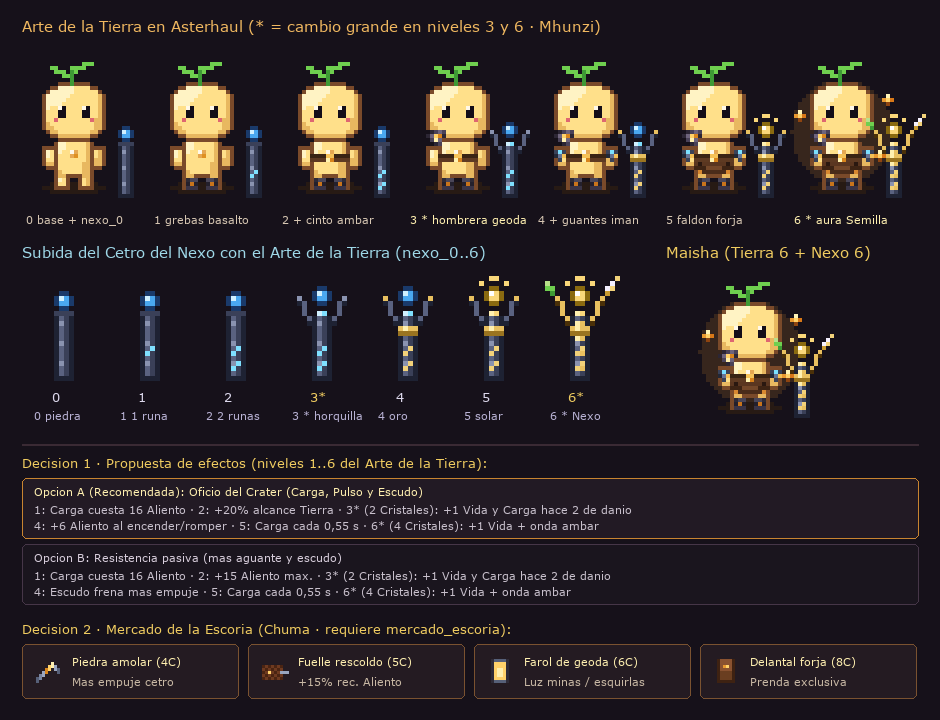 Arte de la Tierra en Asterhaul (* = cambio grande en niveles 3 y 6 · Mhunzi)
0 base + nexo_0
1 grebas basalto
2 + cinto ambar
3 * hombrera geoda
4 + guantes iman
5 faldon forja
6 * aura Semilla
Subida del Cetro del Nexo con el Arte de la Tierra (nexo_0..6)
Maisha (Tierra 6 + Nexo 6)
0
1
2
3*
4
5
6*
0 piedra
1 1 runa
2 2 runas
3 * horquilla
4 oro
5 solar
6 * Nexo
Decision 1 · Propuesta de efectos (niveles 1..6 del Arte de la Tierra):
Opcion A (Recomendada): Oficio del Crater (Carga, Pulso y Escudo)
1: Carga cuesta 16 Aliento · 2: +20% alcance Tierra · 3* (2 Cristales): +1 Vida y Carga hace 2 de danio
4: +6 Aliento al encender/romper · 5: Carga cada 0,55 s · 6* (4 Cristales): +1 Vida + onda ambar
Opcion B: Resistencia pasiva (mas aguante y escudo)
1: Carga cuesta 16 Aliento · 2: +15 Aliento max. · 3* (2 Cristales): +1 Vida y Carga hace 2 de danio
4: Escudo frena mas empuje · 5: Carga cada 0,55 s · 6* (4 Cristales): +1 Vida + onda ambar
Decision 2 · Mercado de la Escoria (Chuma · requiere mercado_escoria):
Piedra amolar (4C)
Mas empuje cetro
Fuelle rescoldo (5C)
+15% rec. Aliento
Farol de geoda (6C)
Luz minas / esquirlas
Delantal forja (8C)
Prenda exclusiva